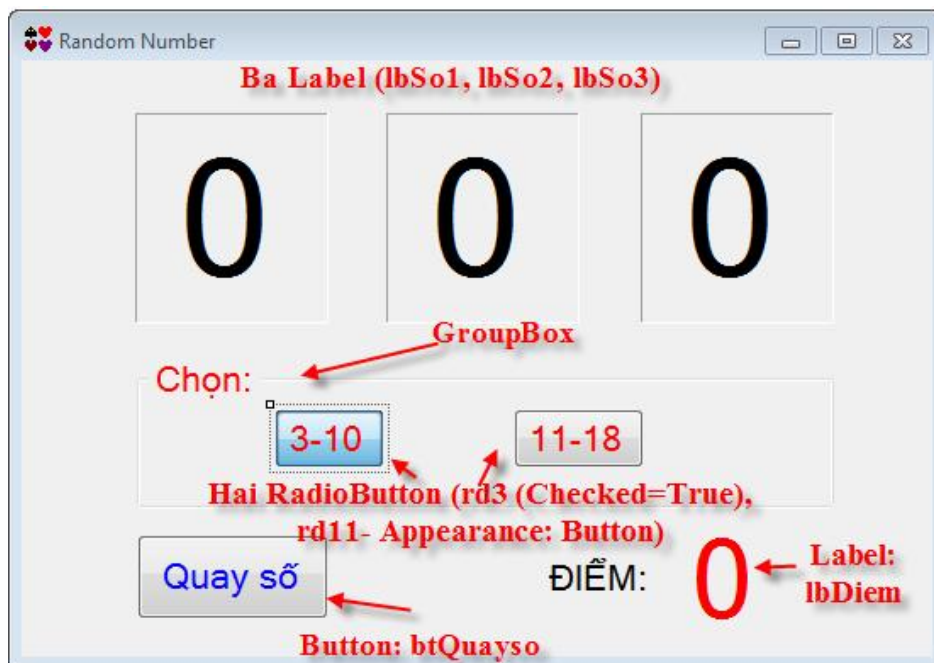 Random Number
Ba Label (lbSo1, lbSo2, lbSo3)
0 0 0
GroupBox
Chọn:
3-10 11-18
Hai RadioButton (rd3 (Checked=True),
rd11- Appearance: Button)
Quay số ĐIỂM: 0 Label:
lbDiem
Button: btQuayso